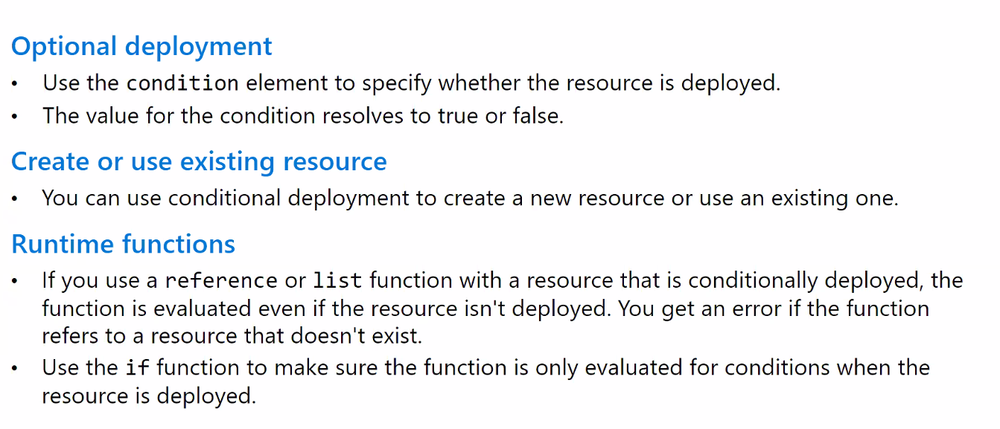 Optional deployment
• Use the condition element to specify whether the resource is deployed.
• The value for the condition resolves to true or false.
Create or use existing resource
• You can use conditional deployment to create a new resource or use an existing one.
Runtime functions
• If you use a reference or list function with a resource that is conditionally deployed, the
function is evaluated even if the resource isn't deployed. You get an error if the function
refers to a resource that doesn't exist.
• Use the if function to make sure the function is only evaluated for conditions when the
resource is deployed.